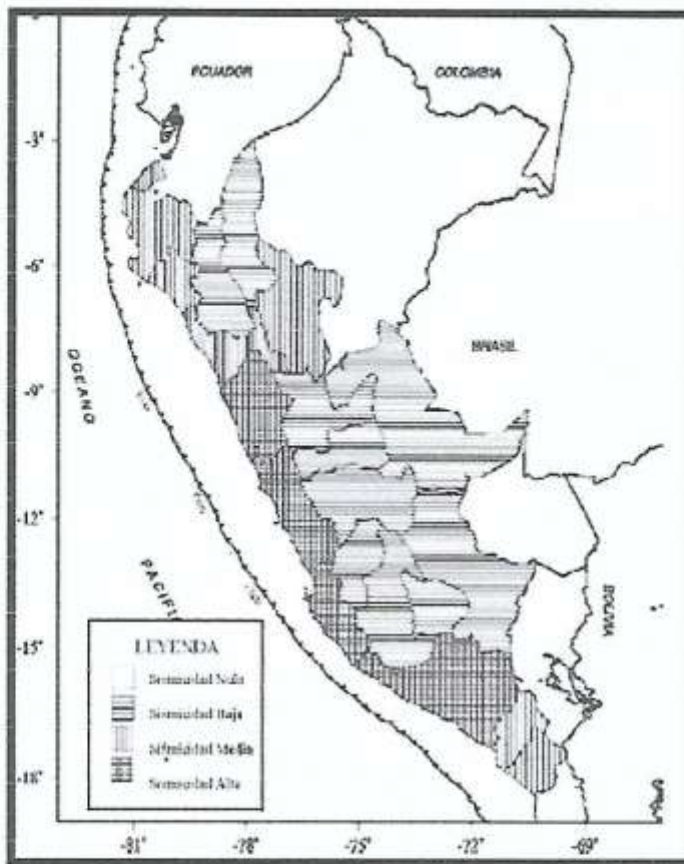 ECUADOR
COLOMBIA
-3°
-6°
BRASIL
OCEANO
-9°
-12°
PACIFI
BOLIVIA
-15°
LEYENDA
Sismicidad Nula
Sismicidad Baja
Sismicidad Media
Sismicidad Alta
-18°
-81°
-78°
-75°
-72°
-69°